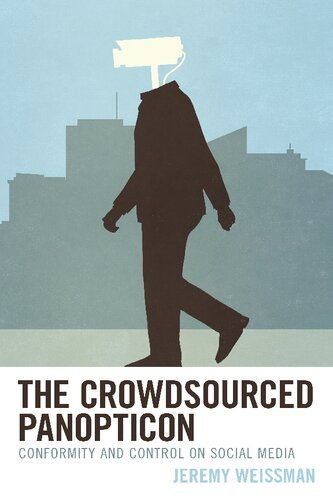 THE CROWDSOURCED
PANOPTICON
CONFORMITY AND CONTROL ON SOCIAL MEDIA
JEREMY WEISSMAN